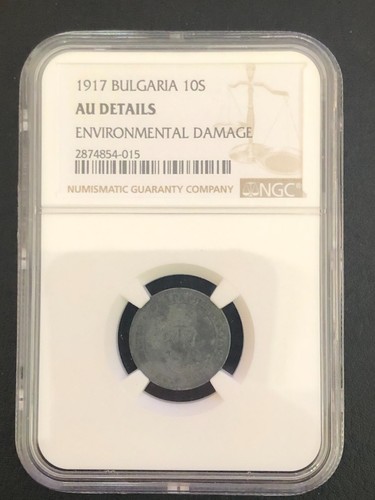 1917 BULGARIA 10S
AU DETAILS
ENVIRONMENTAL DAMAGE
2874854-015
NUMISMATIC GUARANTY COMPANY NGC®